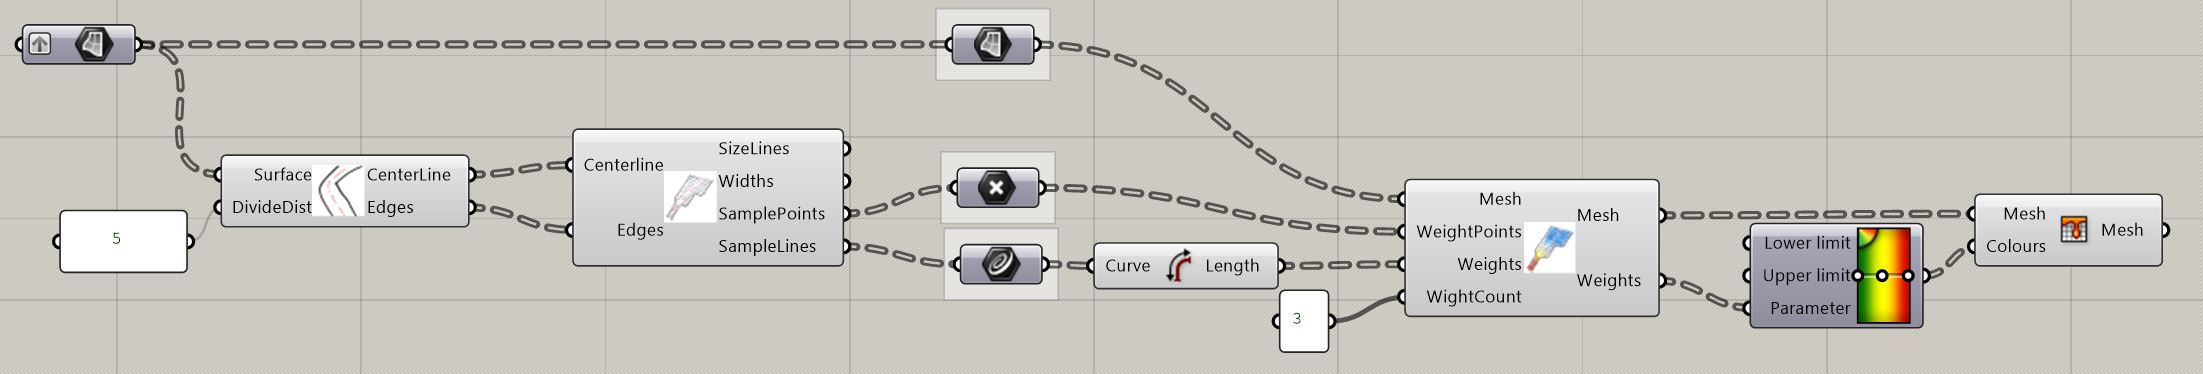 Surface
DivideDist
CenterLine
Edges
5
Centerline
Edges
SizeLines
Widths
SamplePoints
SampleLines
Curve
Length
3
Mesh
WeightPoints
Weights
WightCount
Mesh
Weights
Lower limit
Upper limit
Parameter
Mesh
Colours
Mesh